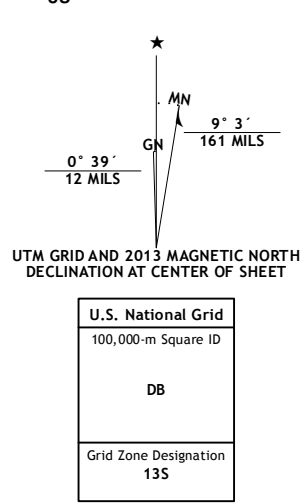 ★
MN
GN
9° 3´
161 MILS
0° 39´
12 MILS
UTM GRID AND 2013 MAGNETIC NORTH
DECLINATION AT CENTER OF SHEET
U.S. National Grid
100,000-m Square ID
DB
Grid Zone Designation
13S